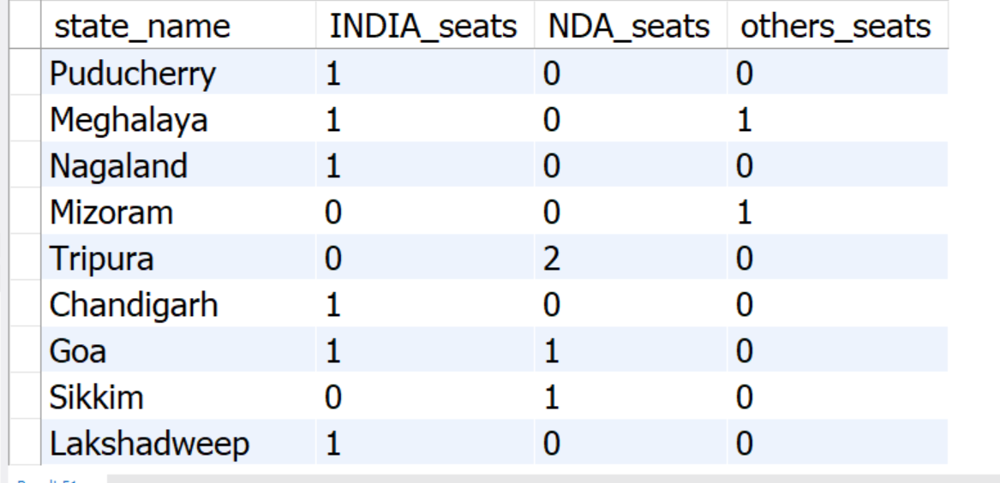 state_name INDIA_seats NDA_seats others_seats
Puducherry 1 0 0
Meghalaya 1 0 1
Nagaland 1 0 0
Mizoram 0 0 1
Tripura 0 2 0
Chandigarh 1 0 0
Goa 1 1 0
Sikkim 0 1 0
Lakshadweep 1 0 0